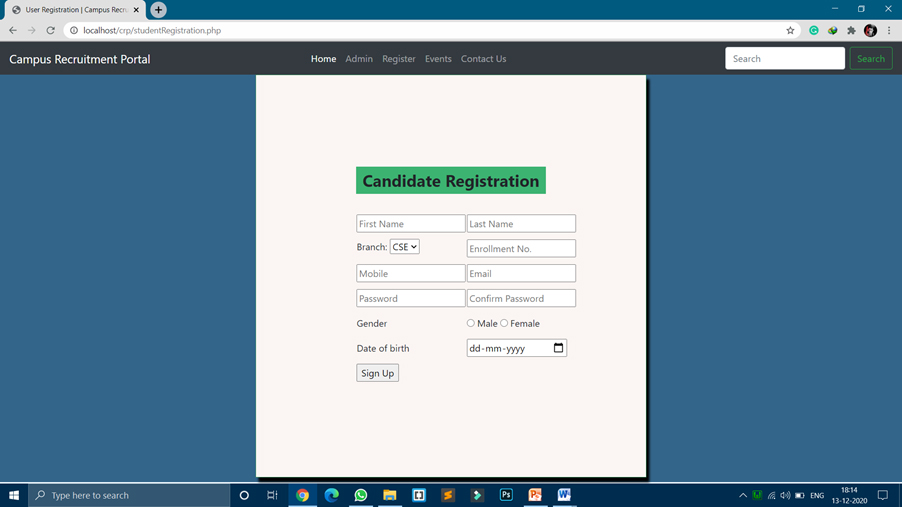 User Registration | Campus Recru
localhost/crp/studentRegistration.php
Campus Recruitment Portal Home Admin Register Events Contact Us Search Search
Candidate Registration
First Name Last Name
Branch: CSE Enrollment No.
Mobile Email
Password Confirm Password
Gender Male Female
Date of birth dd-mm-yyyy
Sign Up
Type here to search Ps P W ENG 18:14
13-12-2020